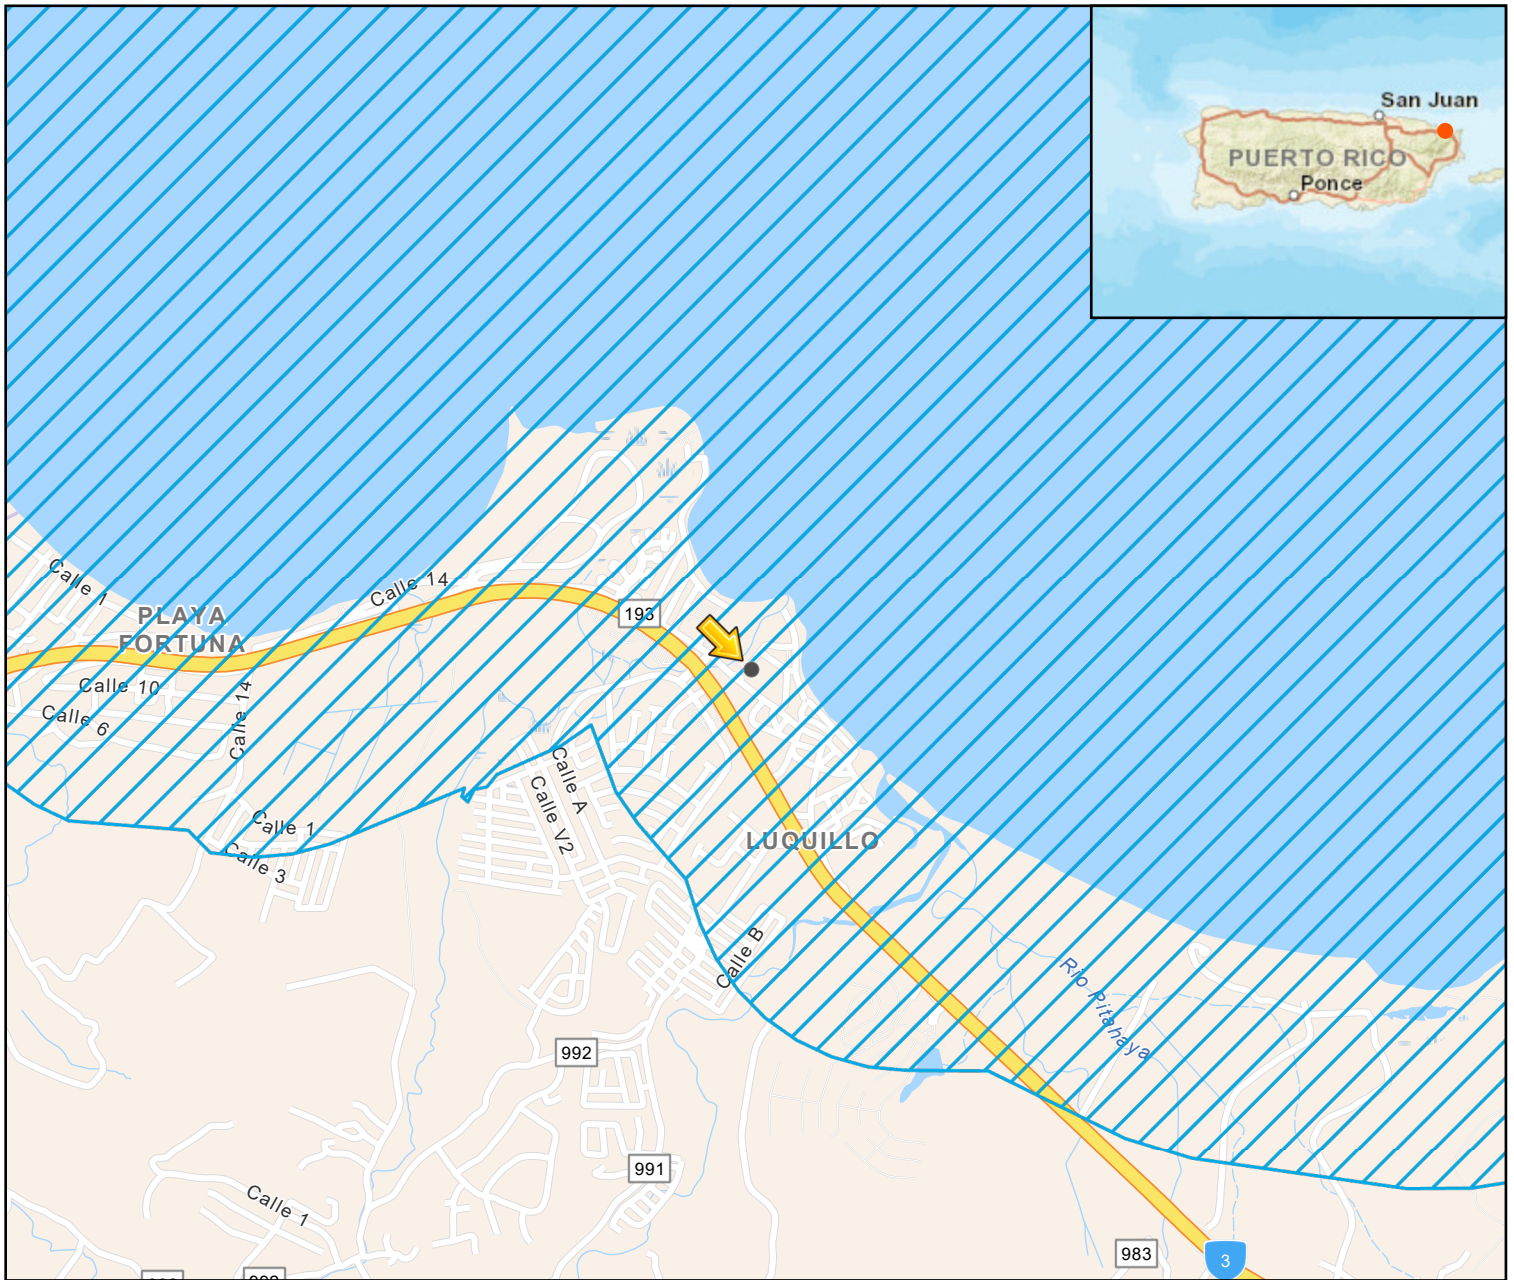 San Juan
PUERTO RICO
Ponce
Calle 1
Calle 14
PLAYA
FORTUNA
193
Calle 10
Calle 6
Calle 14
Calle A
Calle V2
Calle 1
Calle 3
LUQUILLO
Calle B
Rio Pitahaya
992
991
Calle 1
983
3